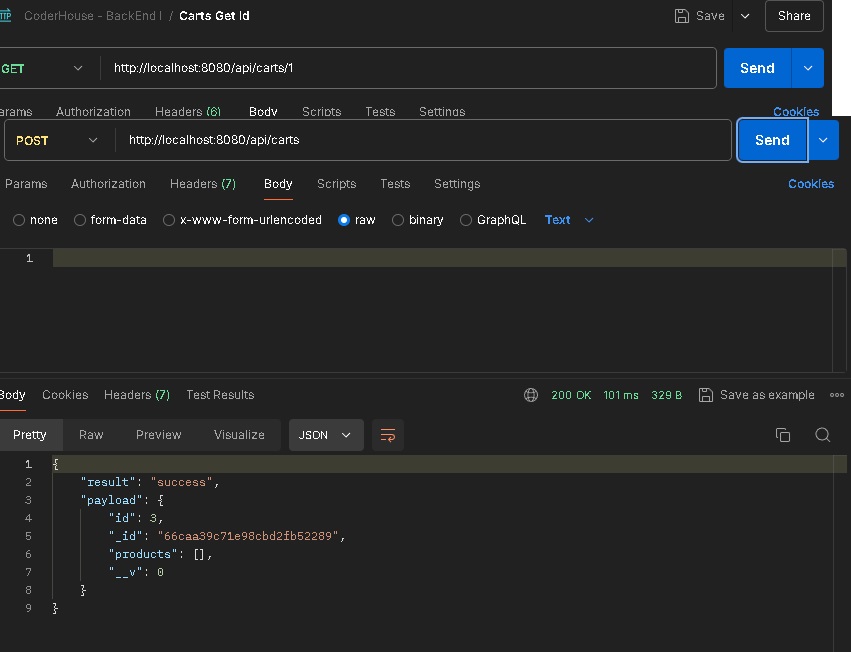 CoderHouse - BackEnd I / Carts Get Id Save Share
GET http://localhost:8080/api/carts/1 Send
arams Authorization Headers (6) Body Scripts Tests Settings Cookies
POST http://localhost:8080/api/carts Send
Params Authorization Headers (7) Body Scripts Tests Settings Cookies
none form-data x-www-form-urlencoded raw binary GraphQL Text
1
Body Cookies Headers (7) Test Results 200 OK 101 ms 329 B Save as example
Pretty Raw Preview Visualize JSON
1 {
2 "result": "success",
3 "payload": {
4 "id": 3,
5 "_id": "66caa39c71e98cbd2fb52289",
6 "products": [],
7 "__v": 0
8 }
9 }